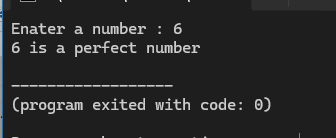 Enater a number : 6
6 is a perfect number
------------------
(program exited with code: 0)